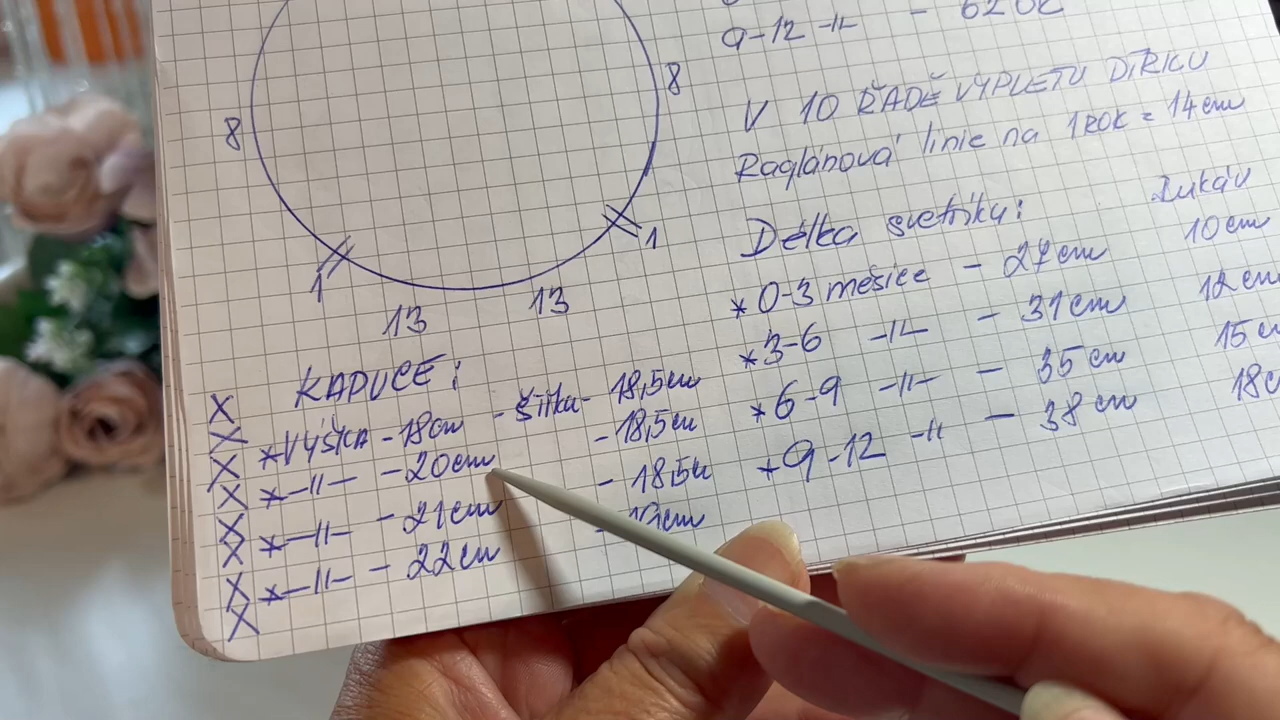 9-12 -11- - 62 OK
V 10 ŘADĚ VYPLETU DÍRKU
Raglánová linie na 1 ROK = 14 cm
Délka svetříku: Rukáv
* 0-3 měsíce - 27 cm 10 cm
* 3-6 -11- - 31 cm 12 cm
* 6-9 -11- - 35 cm 15 cm
* 9-12 -11- - 38 cm 18 c
8 8
1 1
13 13
X KAPUCE:
X * VÝŠKA - 18 cm - šířka - 18,5 cm
X * -11- - 20 cm - 18,5 cm
X * -11- - 21 cm - 18,5 c
X * -11- - 22 cm - cm
X
X
X
X